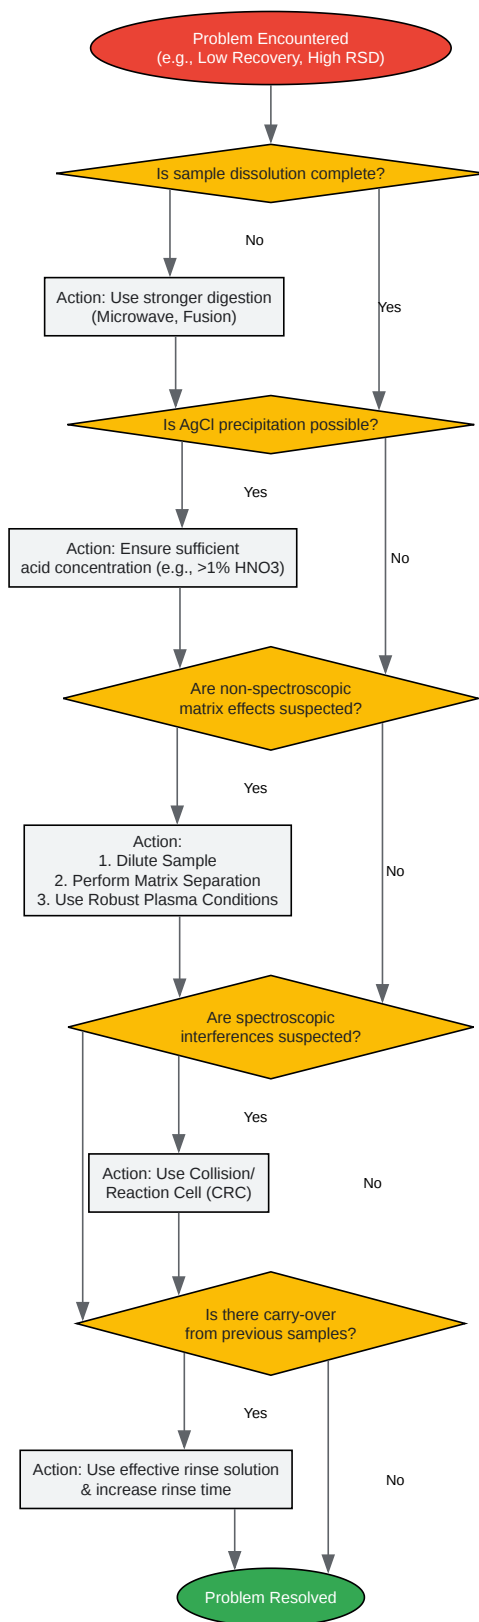 Problem Encountered
(e.g., Low Recovery, High RSD)
Is sample dissolution complete?
No
Action: Use stronger digestion
(Microwave, Fusion)
Yes
Is AgCl precipitation possible?
Yes
Action: Ensure sufficient
acid concentration (e.g., >1% HNO3)
No
Are non-spectroscopic
matrix effects suspected?
Yes
Action:
1. Dilute Sample
2. Perform Matrix Separation
3. Use Robust Plasma Conditions
No
Are spectroscopic
interferences suspected?
Yes
Action: Use Collision/
Reaction Cell (CRC)
No
Is there carry-over
from previous samples?
Yes
Action: Use effective rinse solution
& increase rinse time
No
Problem Resolved